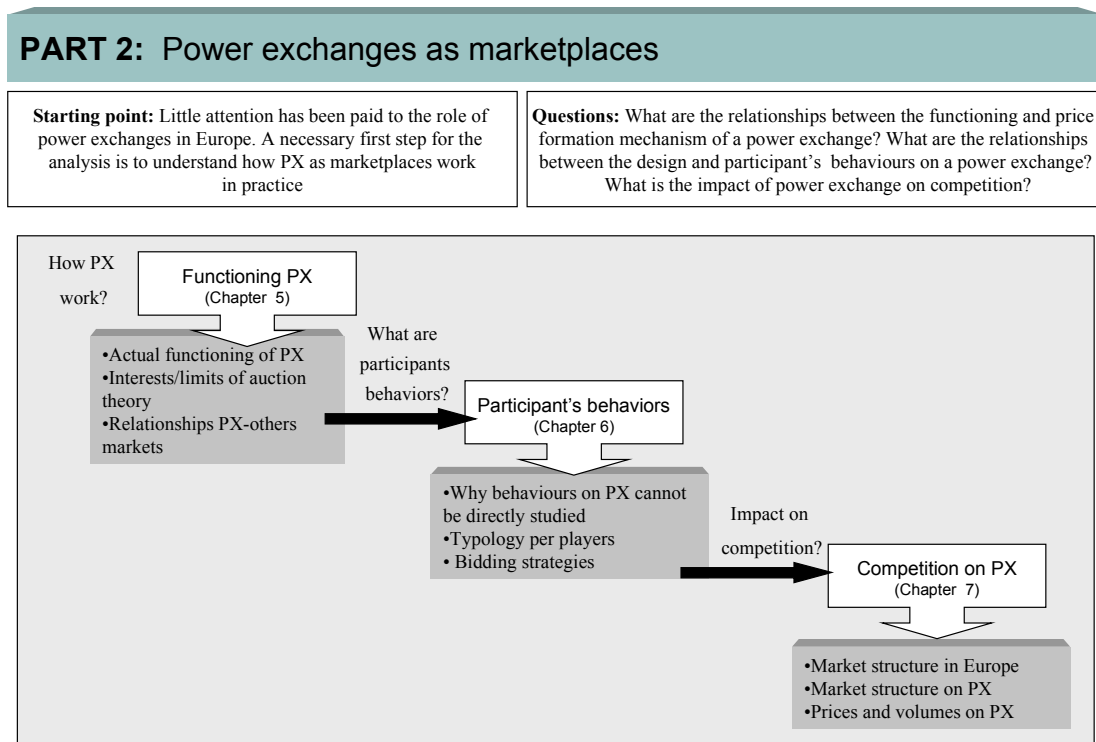 PART 2: Power exchanges as marketplaces
Starting point: Little attention has been paid to the role of
power exchanges in Europe. A necessary first step for the
analysis is to understand how PX as marketplaces work
in practice
Questions: What are the relationships between the functioning and price
formation mechanism of a power exchange? What are the relationships
between the design and participant's behaviours on a power exchange?
What is the impact of power exchange on competition?
How PX
work?
Functioning PX
(Chapter 5)
•Actual functioning of PX
•Interests/limits of auction
theory
•Relationships PX-others
markets
What are
participants
behaviors?
Participant's behaviors
(Chapter 6)
•Why behaviours on PX cannot
be directly studied
•Typology per players
• Bidding strategies
Impact on
competition?
Competition on PX
(Chapter 7)
•Market structure in Europe
•Market structure on PX
•Prices and volumes on PX